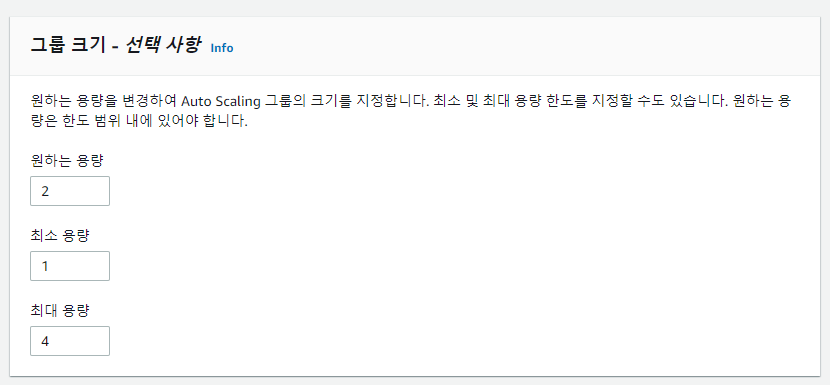 그룹 크기 - 선택 사항 Info
원하는 용량을 변경하여 Auto Scaling 그룹의 크기를 지정합니다. 최소 및 최대 용량 한도를 지정할 수도 있습니다. 원하는 용
량은 한도 범위 내에 있어야 합니다.
원하는 용량
2
최소 용량
1
최대 용량
4